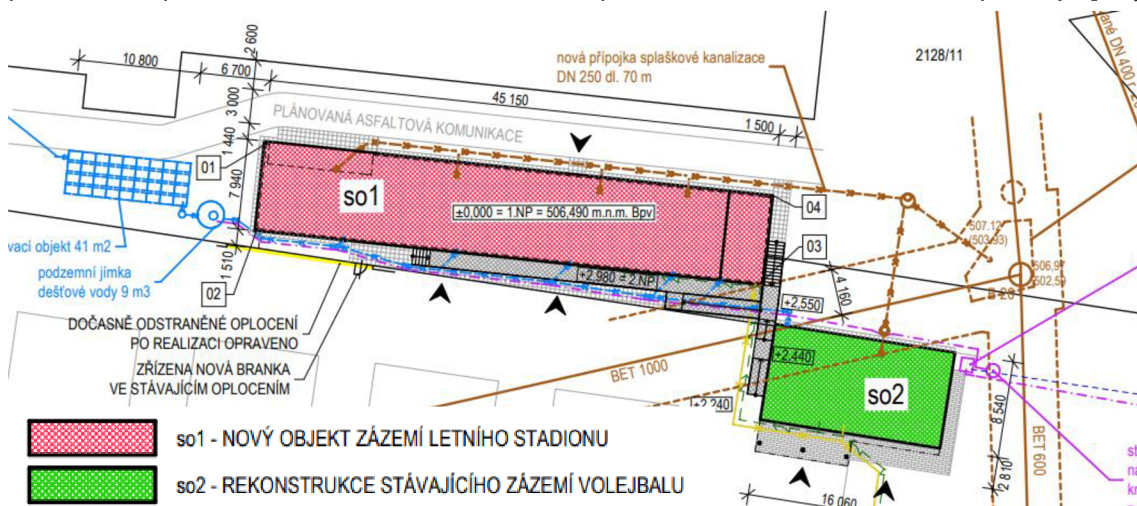 10 800
6 700
2 600
nová přípojka splaškové kanalizace
DN 250 dl. 70 m
2128/11
45 150
1 500
3 000
PLÁNOVANÁ ASFALTOVÁ KOMUNIKACE
1 440
01
7 940
so1
±0,000 = 1.NP = 506,490 m.n.m. Bpv
04
507.12
(503.93)
03
vací objekt 41 m2
podzemní jímka
dešťové vody 9 m3
1 510
02
+2,980 = 2.NP
+2,550
4 160
506,97
502,59
DOČASNĚ ODSTRANĚNÉ OPLOCENÍ
PO REALIZACI OPRAVENO
ZŘÍZENA NOVÁ BRANKA
VE STÁVAJÍCÍM OPLOCENÍM
BET 1000
+2,440
+2,240
so2
8 540
BET 600
2 810
16 060
so1 - NOVÝ OBJEKT ZÁZEMÍ LETNÍHO STADIONU
so2 - REKONSTRUKCE STÁVAJÍCÍHO ZÁZEMÍ VOLEJBALU